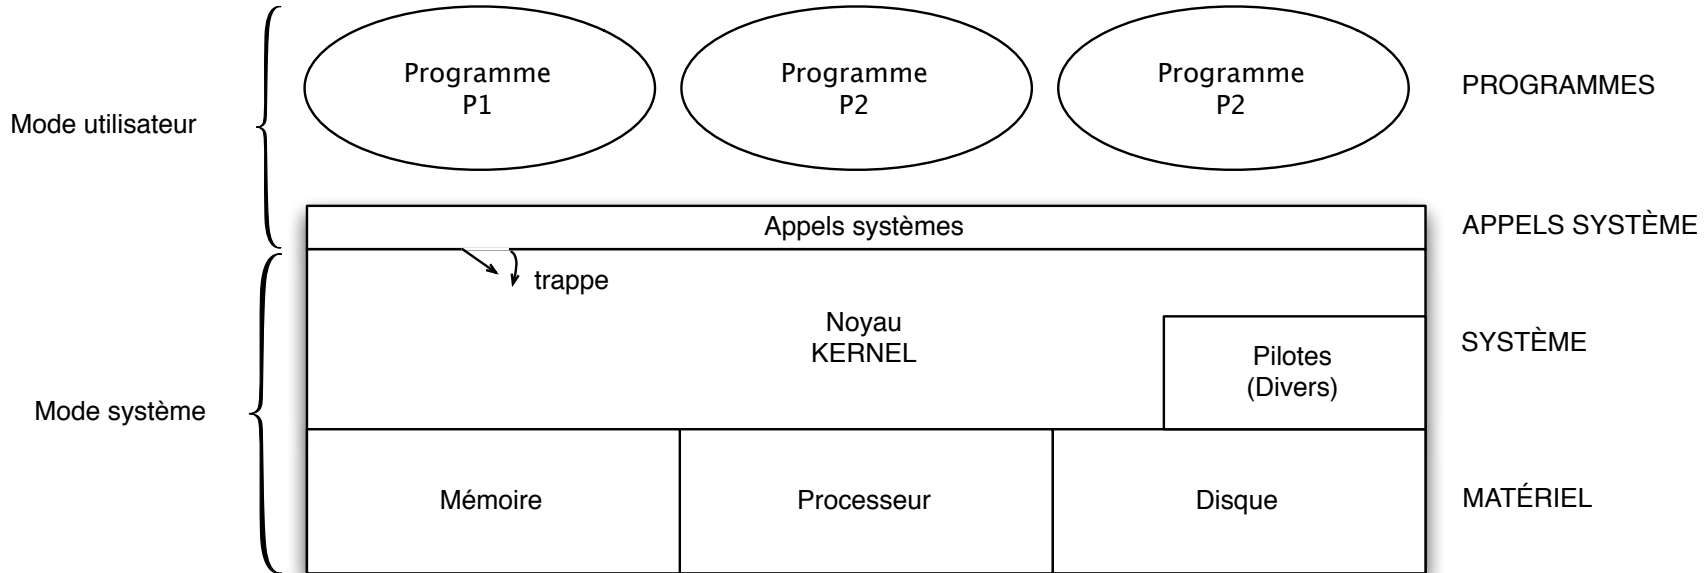 Programme
P1
Programme
P2
Programme
P2
PROGRAMMES
Mode utilisateur
Appels systèmes
APPELS SYSTÈME
trappe
Noyau
KERNEL
Pilotes
(Divers)
SYSTÈME
Mode système
Mémoire
Processeur
Disque
MATÉRIEL